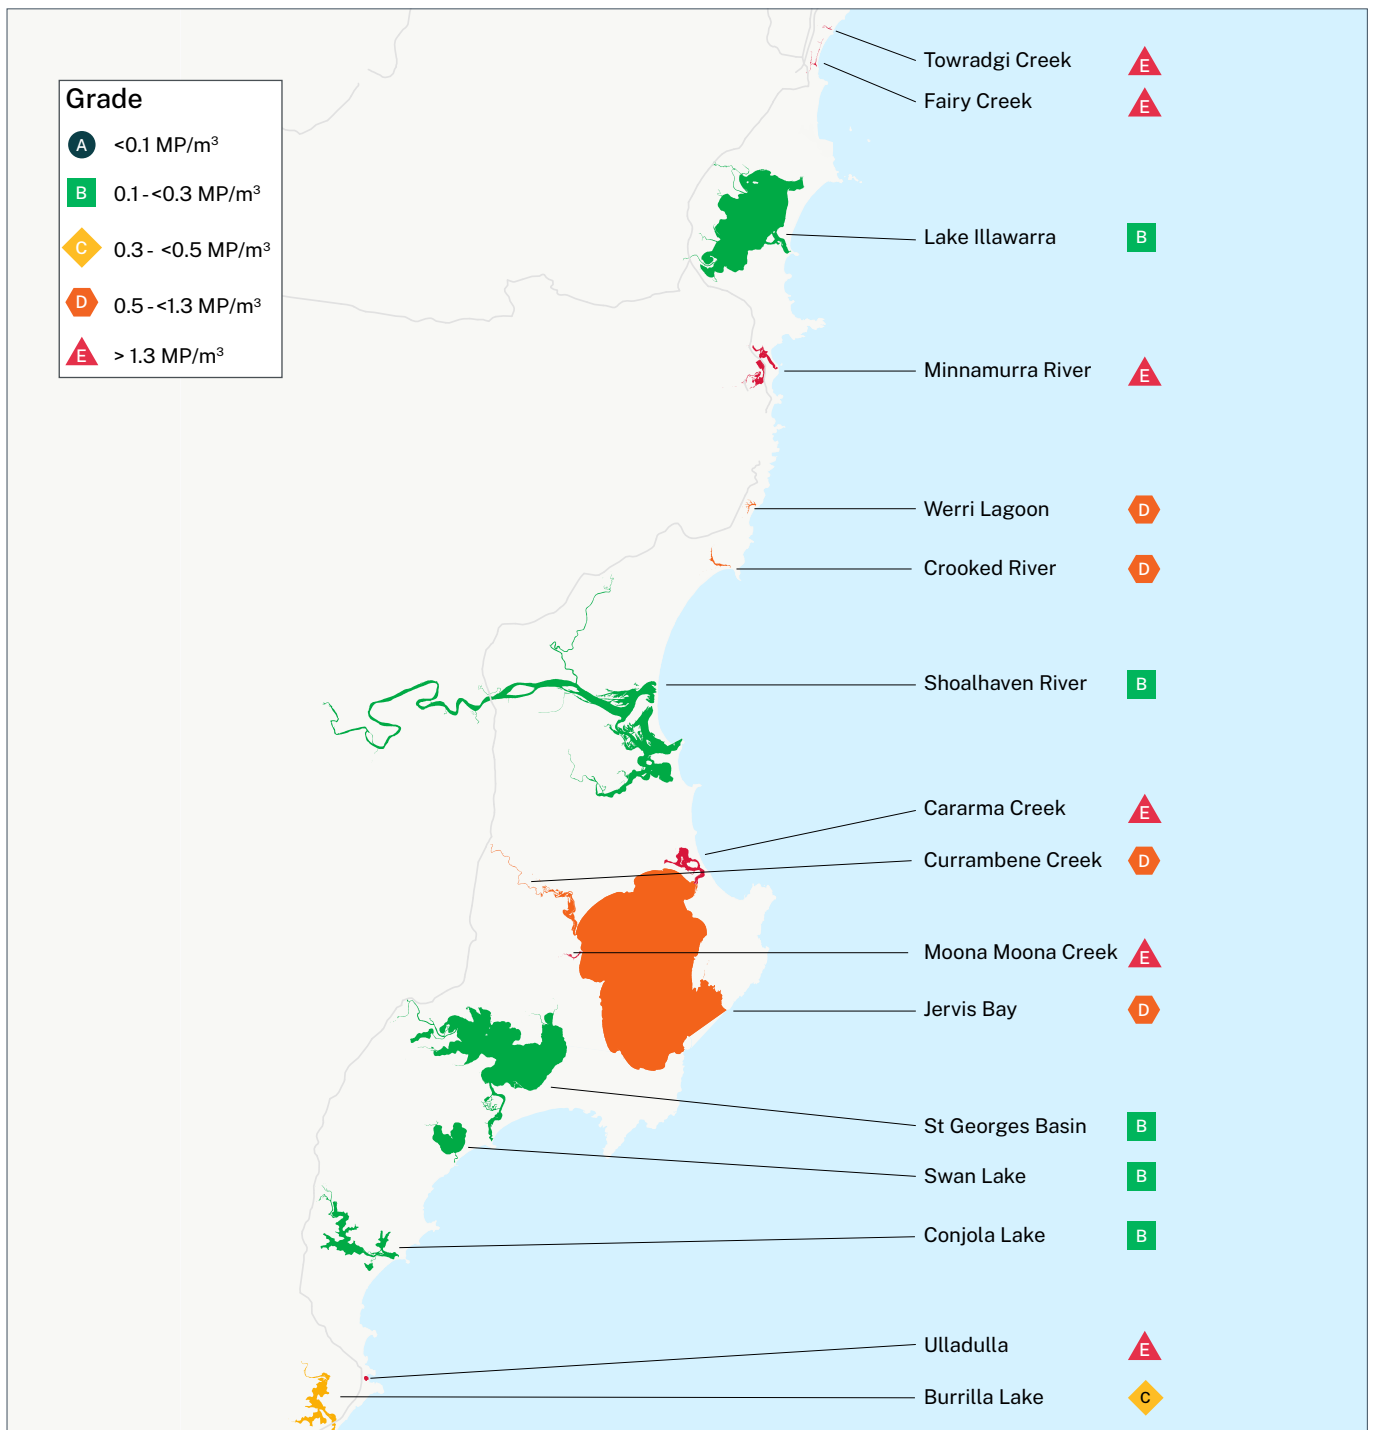 Grade
A <0.1 MP/m³
B 0.1-<0.3 MP/m³
C 0.3- <0.5 MP/m³
D 0.5-<1.3 MP/m³
E > 1.3 MP/m³
Towradgi Creek E
Fairy Creek E
Lake Illawarra B
Minnamurra River E
Werri Lagoon D
Crooked River D
Shoalhaven River B
Cararma Creek E
Currambene Creek D
Moona Moona Creek E
Jervis Bay D
St Georges Basin B
Swan Lake B
Conjola Lake B
Ulladulla E
Burrilla Lake C